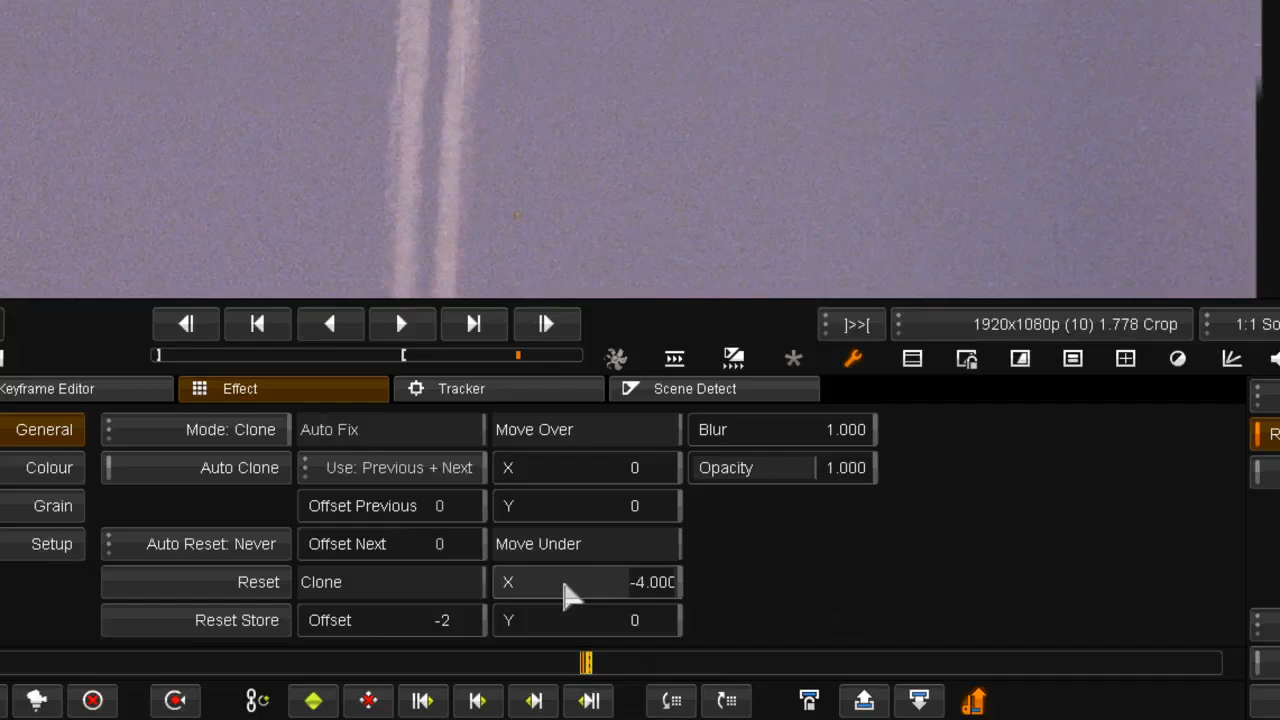 ]>>[ 1920x1080p (10) 1.778 Crop 1:1
] [
Keyframe Editor Effect Tracker Scene Detect
General Mode: Clone Auto Fix Move Over Blur 1.000
Colour Auto Clone Use: Previous + Next X 0 Opacity 1.000
Grain Offset Previous 0 Y 0
Setup Auto Reset: Never Offset Next 0 Move Under
Reset Clone X -4.000
Reset Store Offset -2 Y 0